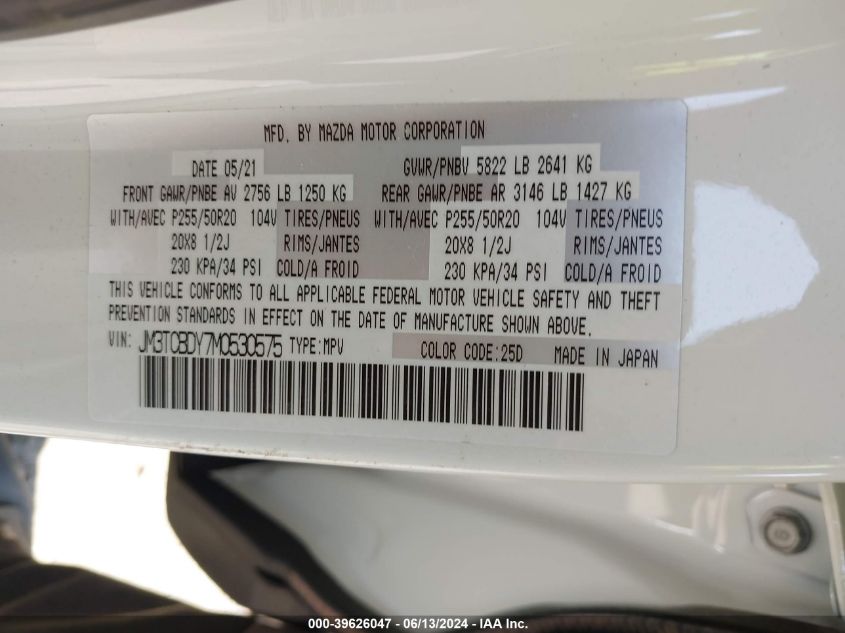 MFD. BY MAZDA MOTOR CORPORATION
DATE 05/21 GVWR/PNBV 5822 LB 2641 KG
FRONT GAWR/PNBE AV 2756 LB 1250 KG REAR GAWR/PNBE AR 3146 LB 1427 KG
WITH/AVEC P255/50R20 104V TIRES/PNEUS WITH/AVEC P255/50R20 104V TIRES/PNEUS
20X8 1/2J RIMS/JANTES 20X8 1/2J RIMS/JANTES
230 KPA/34 PSI COLD/A FROID 230 KPA/34 PSI COLD/A FROID
THIS VEHICLE CONFORMS TO ALL APPLICABLE FEDERAL MOTOR VEHICLE SAFETY AND THEFT
PREVENTION STANDARDS IN EFFECT ON THE DATE OF MANUFACTURE SHOWN ABOVE.
VIN: JM3TCBDY7M0530575 TYPE:MPV COLOR CODE:25D MADE IN JAPAN
000-39626047 - 06/13/2024 - IAA Inc.